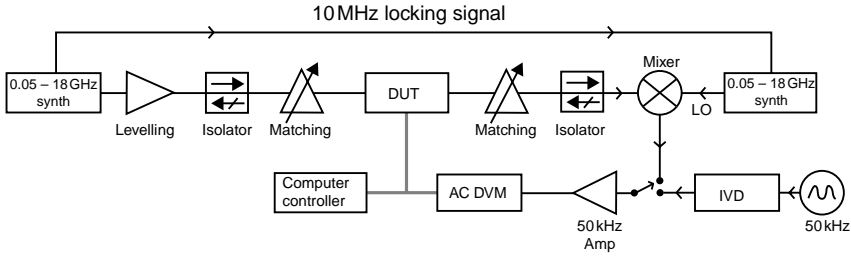 10 MHz locking signal
0.05 – 18 GHz
synth
Levelling
Isolator
Matching
DUT
Matching
Isolator
Mixer
LO
0.05 – 18 GHz
synth
Computer
controller
AC DVM
50 kHz
Amp
IVD
50 kHz